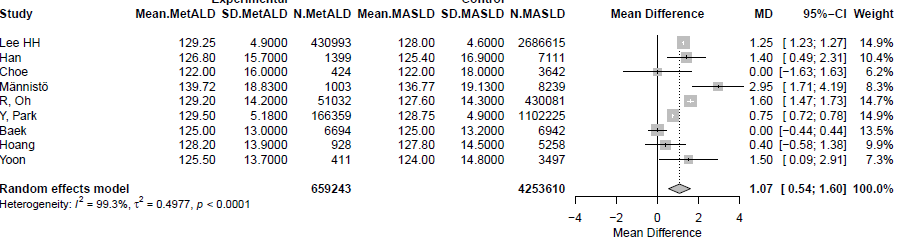 Experimental Control
Study Mean.MetALD SD.MetALD N.MetALD Mean.MASLD SD.MASLD N.MASLD Mean Difference MD 95%-CI Weight
Lee HH 129.25 4.9000 430993 128.00 4.6000 2686615 1.25 [ 1.23; 1.27] 14.9%
Han 126.80 15.7000 1399 125.40 16.9000 7111 1.40 [ 0.49; 2.31] 10.4%
Choe 122.00 16.0000 424 122.00 18.0000 3642 0.00 [-1.63; 1.63] 6.2%
Männistö 139.72 18.8300 1003 136.77 19.1300 8239 2.95 [ 1.71; 4.19] 8.3%
R, Oh 129.20 14.2000 51032 127.60 14.3000 430081 1.60 [ 1.47; 1.73] 14.7%
Y, Park 129.50 5.1800 166359 128.75 4.9000 1102225 0.75 [ 0.72; 0.78] 14.9%
Baek 125.00 13.0000 6694 125.00 13.2000 6942 0.00 [-0.44; 0.44] 13.5%
Hoang 128.20 13.9000 928 127.80 14.5000 5258 0.40 [-0.58; 1.38] 9.9%
Yoon 125.50 13.7000 411 124.00 14.8000 3497 1.50 [ 0.09; 2.91] 7.3%
Random effects model 659243 4253610 1.07 [ 0.54; 1.60] 100.0%
Heterogeneity: I² = 99.3%, τ² = 0.4977, p < 0.0001
−4 −2 0 2 4
Mean Difference